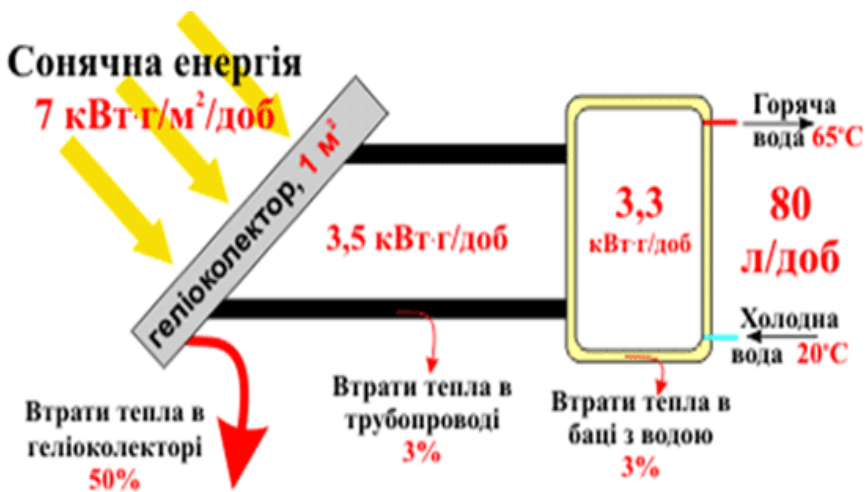 Сонячна енергія
7 кВт·г/м²/доб
геліоколектор, 1 м²
3,5 кВт·г/доб
3,3
кВт·г/доб
Горяча
вода 65°С
80
л/доб
Холодна
вода 20°С
Втрати тепла в
геліоколекторі
50%
Втрати тепла в
трубопроводі
3%
Втрати тепла в
баці з водою
3%